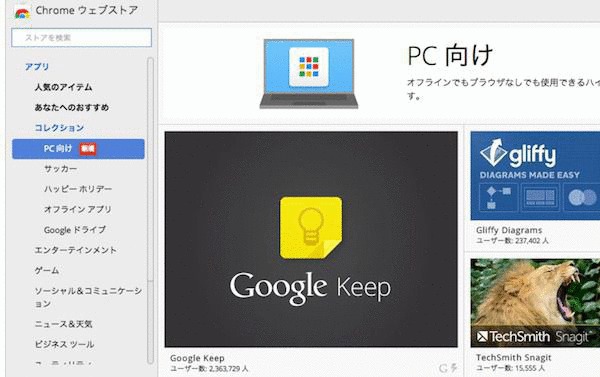 Chrome ウェブストア
ストアを検索
アプリ
人気のアイテム
あなたへのおすすめ
コレクション
PC 向け 新規
サッカー
ハッピー ホリデー
オフライン アプリ
Google ドライブ
エンターテインメント
ゲーム
ソーシャル＆コミュニケーシ
ョン
ニュース＆天気
ビジネス ツール
PC 向け
オフラインでもブラウザなしでも使用できるハイ
す。
Google Keep
Google Keep
ユーザー数: 2,363,729 人
gliffy
DIAGRAMS MADE EASY
Gliffy Diagrams
ユーザー数: 237,402 人
TechSmith Snagit
TechSmith Snagit
ユーザー数: 15,555 人